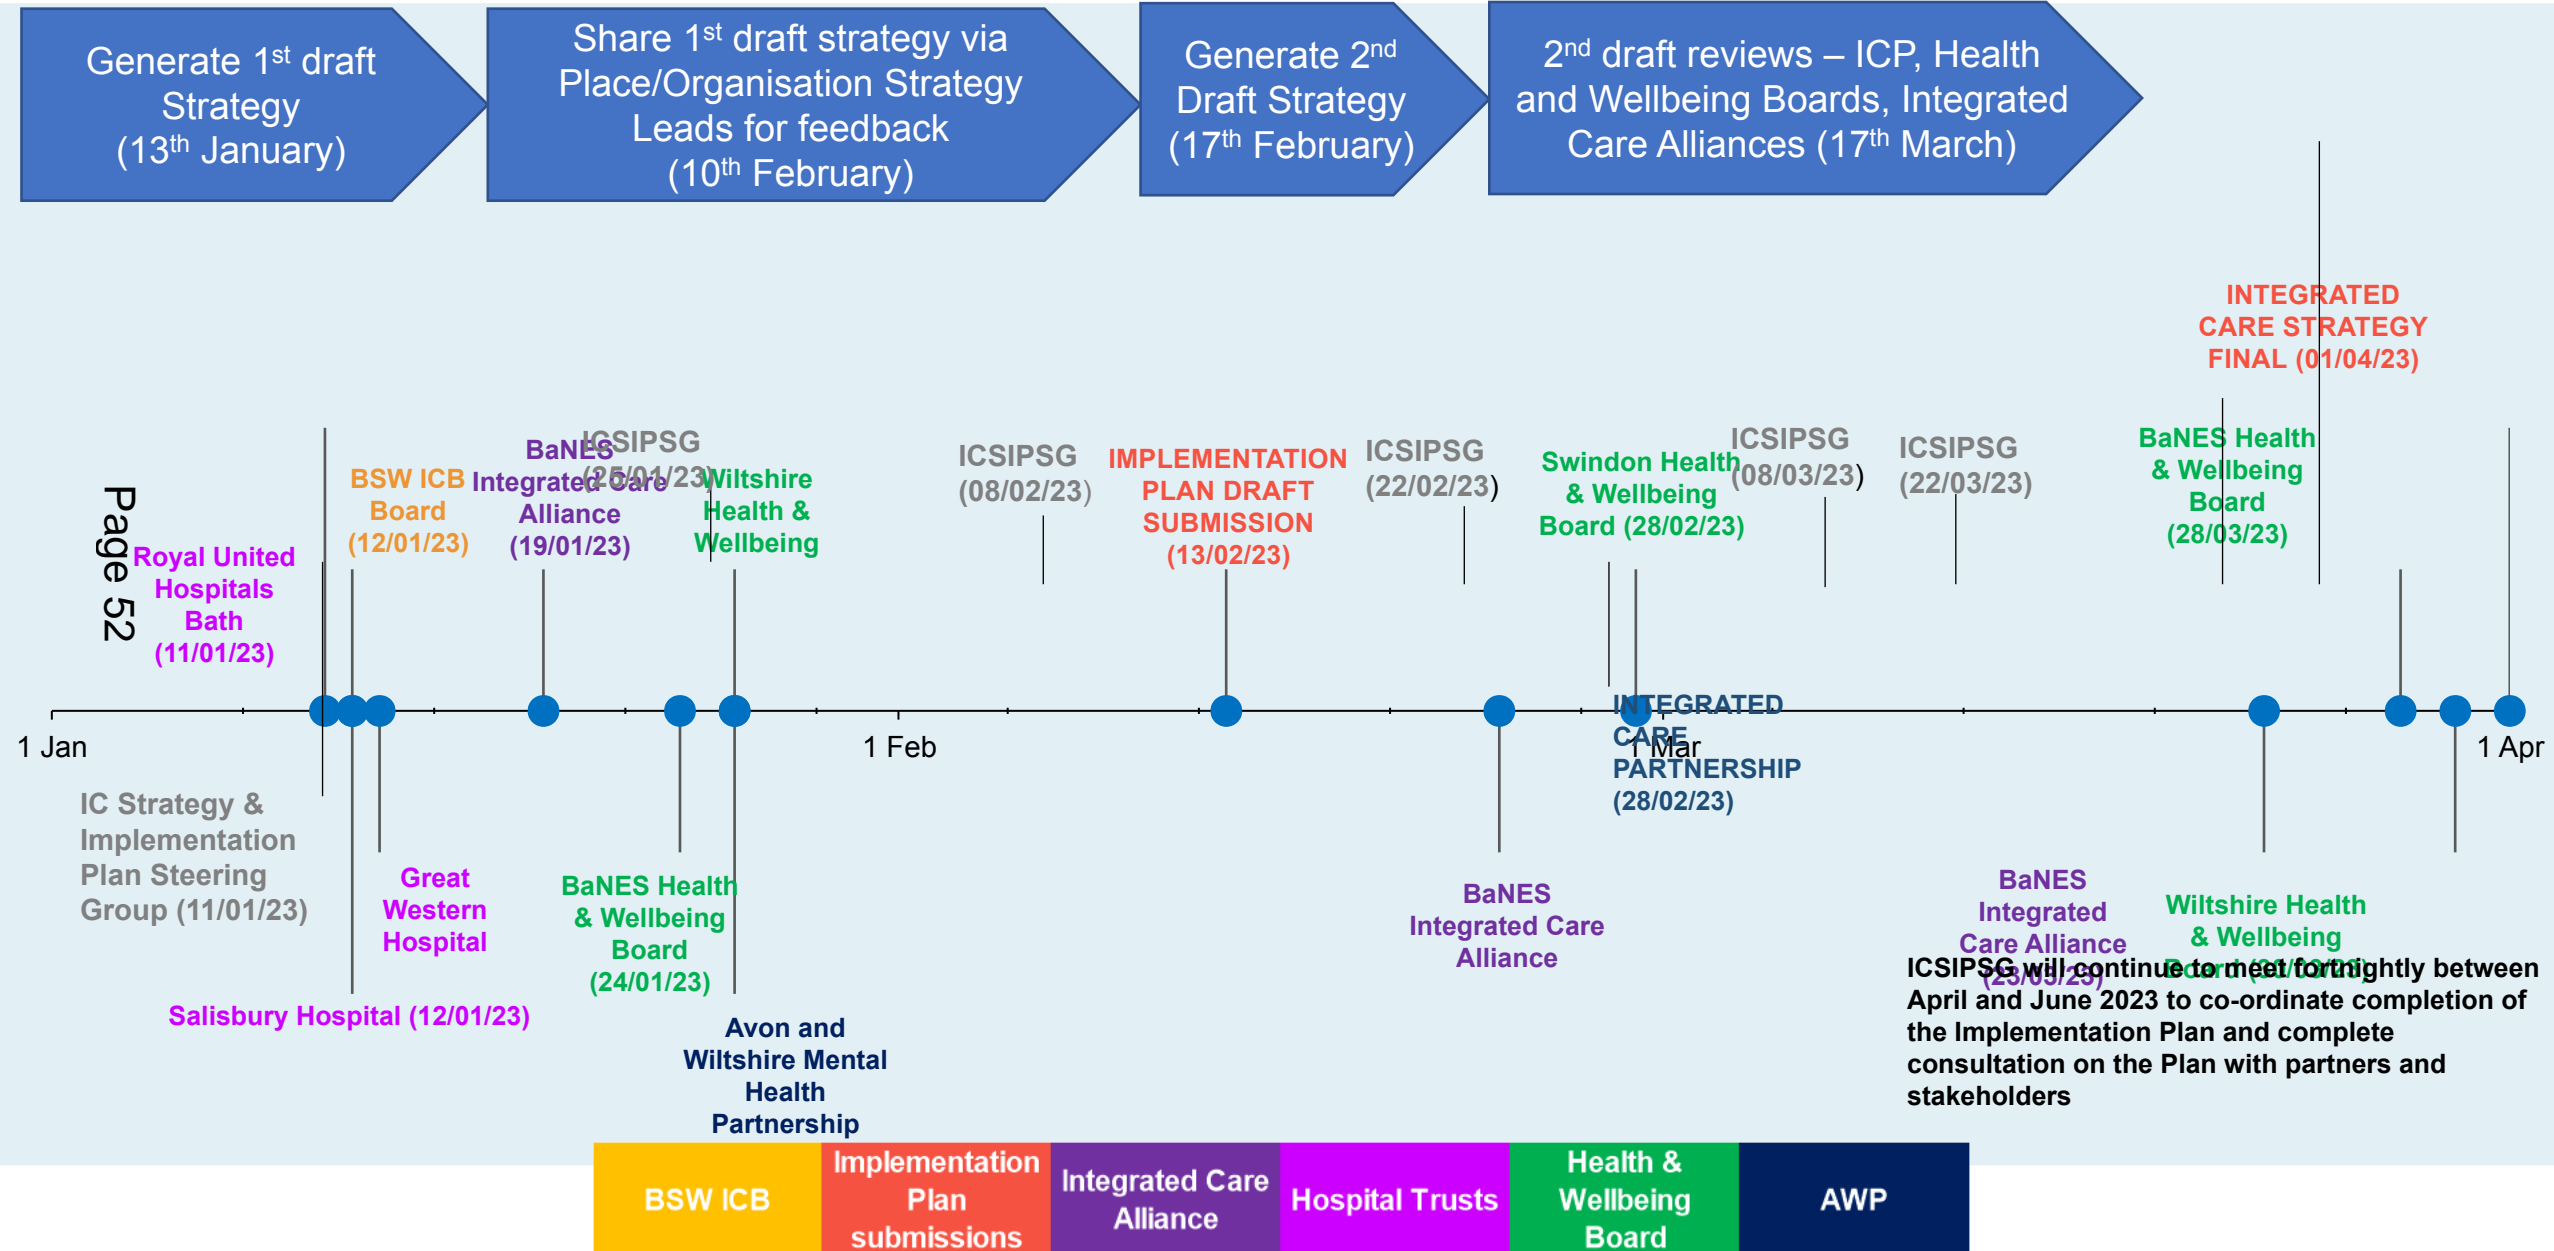 Generate 1st draft
Strategy
(13th January)
Share 1st draft strategy via
Place/Organisation Strategy
Leads for feedback
(10th February)
Generate 2nd
Draft Strategy
(17th February)
2nd draft reviews – ICP, Health
and Wellbeing Boards, Integrated
Care Alliances (17th March)
INTEGRATED
CARE STRATEGY
FINAL (01/04/23)
Page 52
Royal United
Hospitals
Bath
(11/01/23)
BSW ICB
Board
(12/01/23)
BaNES
Integrated Care
Alliance
(19/01/23)
ICSIPSG
(25/01/23)
Wiltshire
Health &
Wellbeing
ICSIPSG
(08/02/23)
IMPLEMENTATION
PLAN DRAFT
SUBMISSION
(13/02/23)
ICSIPSG
(22/02/23)
Swindon Health
& Wellbeing
Board (28/02/23)
ICSIPSG
(08/03/23)
ICSIPSG
(22/03/23)
BaNES Health
& Wellbeing
Board
(28/03/23)
1 Jan
1 Feb
1 Mar
1 Apr
INTEGRATED
CARE
PARTNERSHIP
(28/02/23)
IC Strategy &
Implementation
Plan Steering
Group (11/01/23)
Great
Western
Hospital
Salisbury Hospital (12/01/23)
BaNES Health
& Wellbeing
Board
(24/01/23)
Avon and
Wiltshire Mental
Health
Partnership
BaNES
Integrated Care
Alliance
BaNES
Integrated
Care Alliance
(23/03/23)
Wiltshire Health
& Wellbeing
Board
ICSIPSG will continue to meet fortnightly between
April and June 2023 to co-ordinate completion of
the Implementation Plan and complete
consultation on the Plan with partners and
stakeholders
BSW ICB
Implementation
Plan
submissions
Integrated Care
Alliance
Hospital Trusts
Health &
Wellbeing
Board
AWP